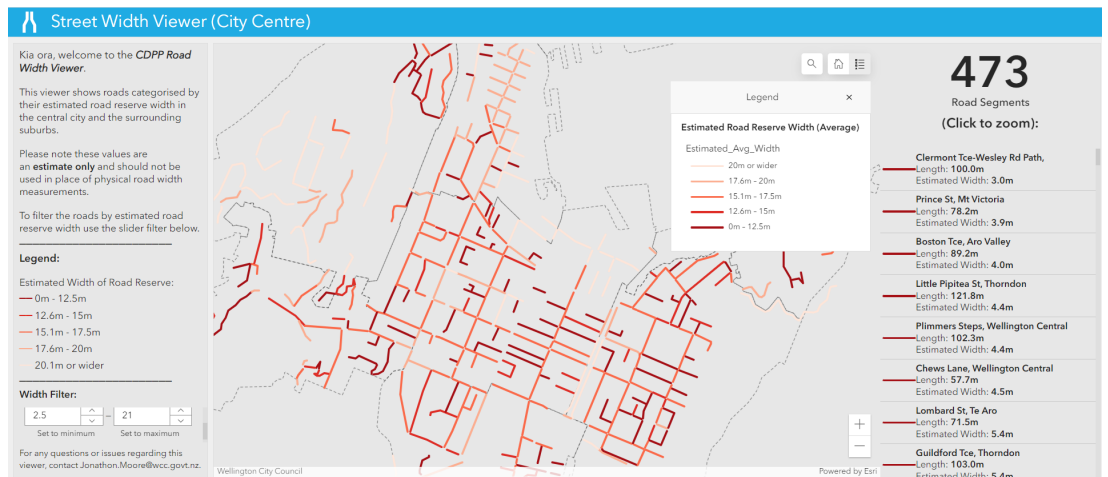 Street Width Viewer (City Centre)
Kia ora, welcome to the CDPP Road
Width Viewer.
This viewer shows roads categorised by
their estimated road reserve width in
the central city and the surrounding
suburbs.
Please note these values are
an estimate only and should not be
used in place of physical road width
measurements.
To filter the roads by estimated road
reserve width use the slider filter below.
Legend:
Estimated Width of Road Reserve:
0m - 12.5m
12.6m - 15m
15.1m - 17.5m
17.6m - 20m
20.1m or wider
Width Filter:
2.5 – 21
Set to minimum Set to maximum
For any questions or issues regarding this
viewer, contact Jonathon.Moore@wcc.govt.nz.
Legend ×
Estimated Road Reserve Width (Average)
Estimated_Avg_Width
20m or wider
17.6m - 20m
15.1m - 17.5m
12.6m - 15m
0m - 12.5m
+
−
Wellington City Council
Powered by Esri
473
Road Segments
(Click to zoom):
Clermont Tce-Wesley Rd Path,
Length: 100.0m
Estimated Width: 3.0m
Prince St, Mt Victoria
Length: 78.2m
Estimated Width: 3.9m
Boston Tce, Aro Valley
Length: 89.2m
Estimated Width: 4.0m
Little Pipitea St, Thorndon
Length: 121.8m
Estimated Width: 4.4m
Plimmers Steps, Wellington Central
Length: 102.3m
Estimated Width: 4.4m
Chews Lane, Wellington Central
Length: 57.7m
Estimated Width: 4.5m
Lombard St, Te Aro
Length: 71.5m
Estimated Width: 5.4m
Guildford Tce, Thorndon
Length: 103.0m
Estimated Width: 5.4m